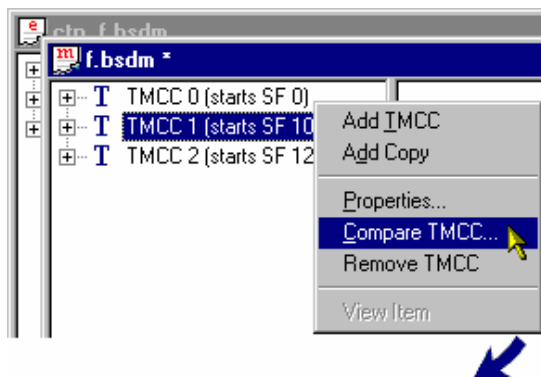 e ctp_f.bsdm
m f.bsdm *
T TMCC 0 (starts SF 0)
T TMCC 1 (starts SF 10
T TMCC 2 (starts SF 12
Add TMCC
Add Copy
Properties...
Compare TMCC...
Remove TMCC
View Item